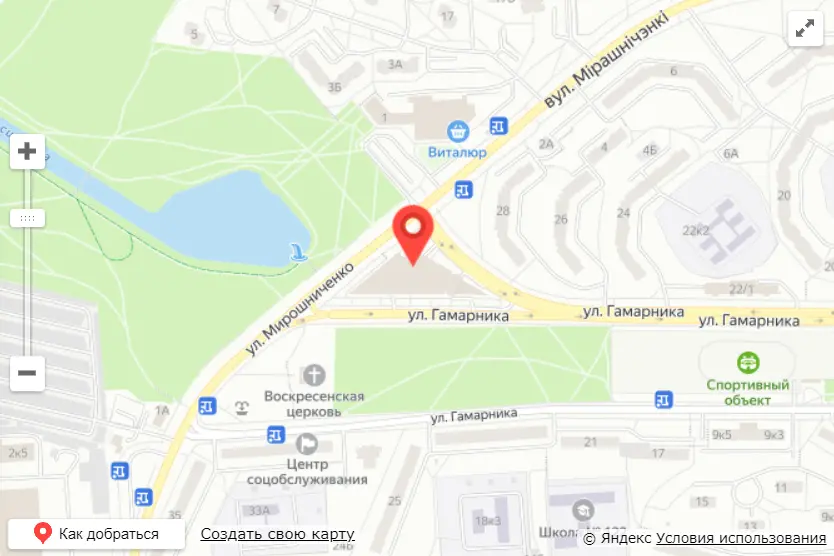 7
5
3А
3Б
вул. Мірашнічэнкі
6
1
Виталюр
2А
4
4Б
6А
20
28
26
24
22к2
ул. Мирошниченко
22/1
ул. Гамарника
ул. Гамарника
ул. Гамарника
Воскресенская
церковь
Спортивный
объект
1А
ул. Гамарника
9к5
9к3
21
17
2к5
Центр
соцобслуживания
25
11
15
13
35
33А
18к3
Школа
24Б
Как добраться
Создать свою карту
© Яндекс Условия использования